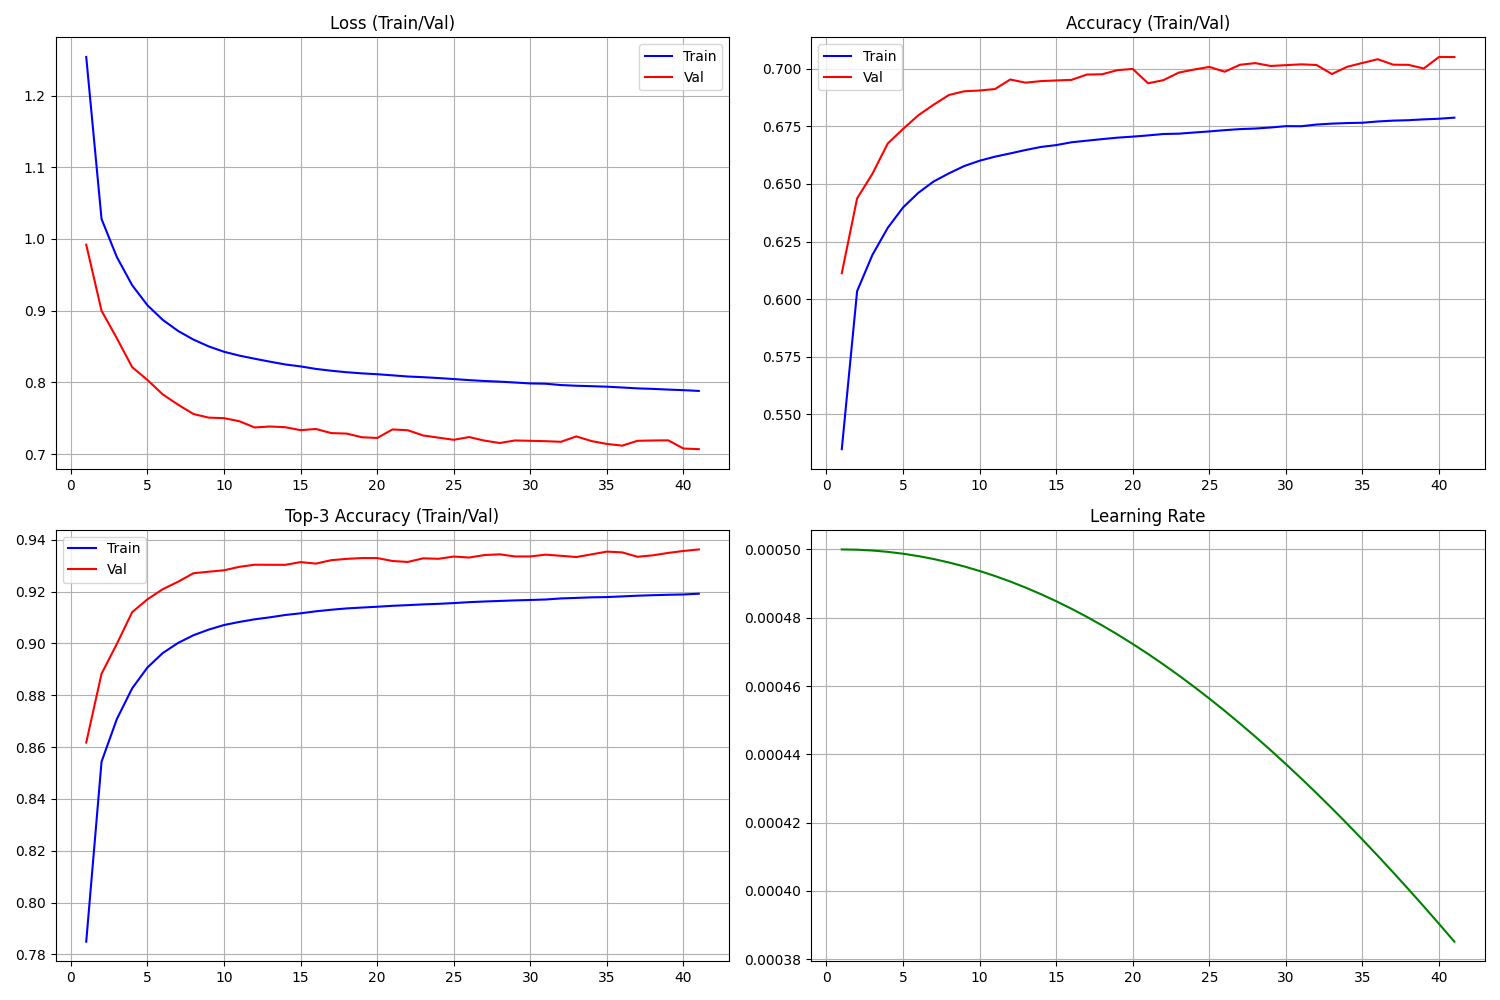 Loss (Train/Val)
Train
Val
1.2
1.1
1.0
0.9
0.8
0.7
0 5 10 15 20 25 30 35 40
Accuracy (Train/Val)
Train
Val
0.700
0.675
0.650
0.625
0.600
0.575
0.550
0 5 10 15 20 25 30 35 40
Top-3 Accuracy (Train/Val)
Train
Val
0.94
0.92
0.90
0.88
0.86
0.84
0.82
0.80
0.78
0 5 10 15 20 25 30 35 40
Learning Rate
0.00050
0.00048
0.00046
0.00044
0.00042
0.00040
0.00038
0 5 10 15 20 25 30 35 40